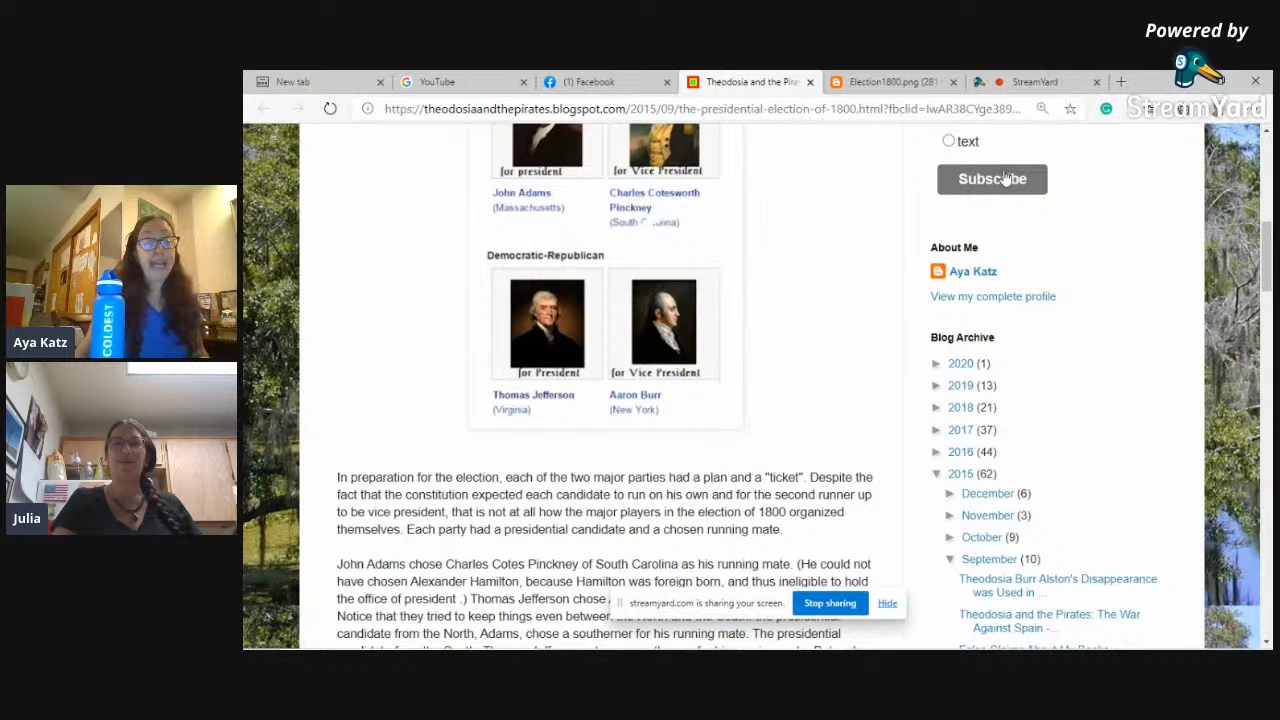 Powered by
StreamYard
New tab
YouTube
(1) Facebook
Theodosia and the Pira
Election1800.png (281
StreamYard
https://theodosiaandthepirates.blogspot.com/2015/09/the-presidential-election-of-1800.html?fbclid=IwAR38CYge389...
for president
for Vice President
John Adams
(Massachusetts)
Charles Cotesworth
Pinckney
(South
Democratic-Republican
for President
for Vice President
Thomas Jefferson
(Virginia)
Aaron Burr
(New York)
In preparation for the election, each of the two major parties had a plan and a "ticket". Despite the
fact that the constitution expected each candidate to run on his own and for the second runner up
to be vice president, that is not at all how the major players in the election of 1800 organized
themselves. Each party had a presidential candidate and a chosen running mate.
John Adams chose Charles Cotes Pinckney of South Carolina as his running mate. (He could not
have chosen Alexander Hamilton, because Hamilton was foreign born, and thus ineligible to hold
the office of president .) Thomas Jefferson chose
Notice that they tried to keep things even between
candidate from the North, Adams, chose a southerner for his running mate. The presidential
streamyard.com is sharing your screen.
Stop sharing
Hide
text
Subscribe
About Me
Aya Katz
View my complete profile
Blog Archive
► 2020 (1)
► 2019 (13)
► 2018 (21)
► 2017 (37)
► 2016 (44)
▼ 2015 (62)
► December (6)
► November (3)
► October (9)
▼ September (10)
Theodosia Burr Alston's Disappearance
was Used in ...
Theodosia and the Pirates: The War
Against Spain -...
False Claims About My Books
COLDEST
Aya Katz
Julia